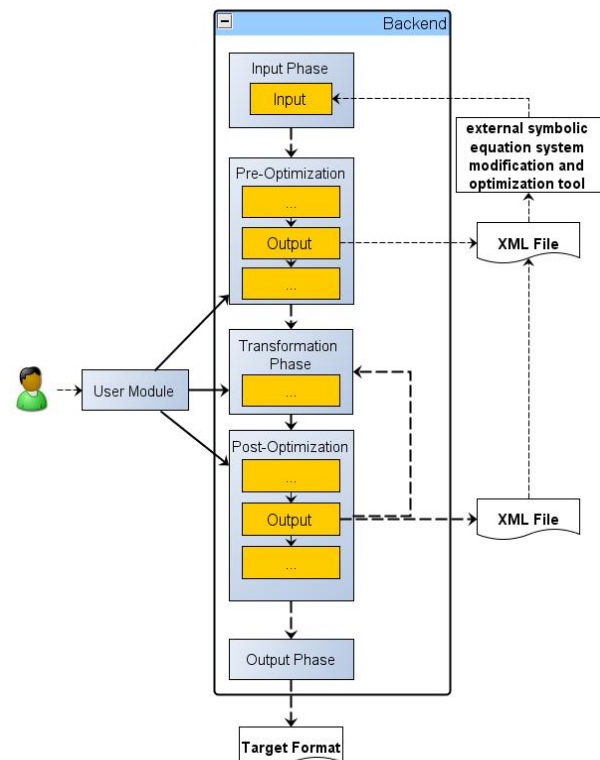 Backend
Input Phase
Input
external symbolic
equation system
modification and
optimization tool
Pre-Optimization
...
Output
...
XML File
Transformation
Phase
...
User Module
Post-Optimization
...
Output
...
XML File
Output Phase
Target Format